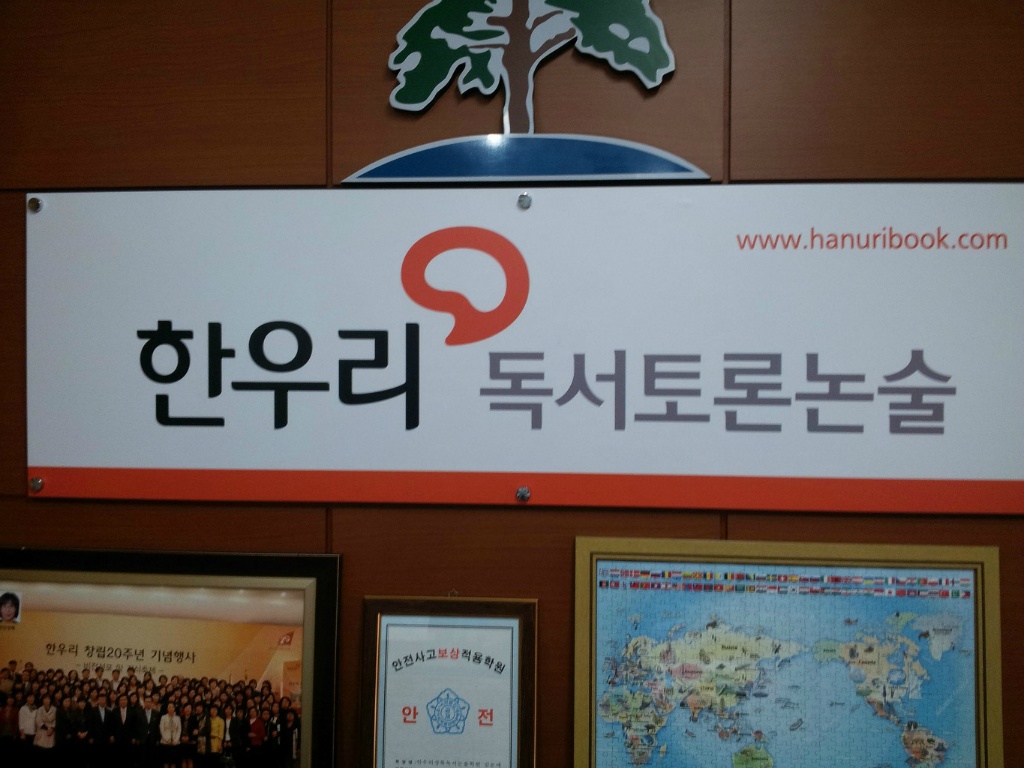 www.hanuribook.com
한우리 독서토론논술
한우리 창립20주년 기념행사
안전사고보상적용학원
안 전